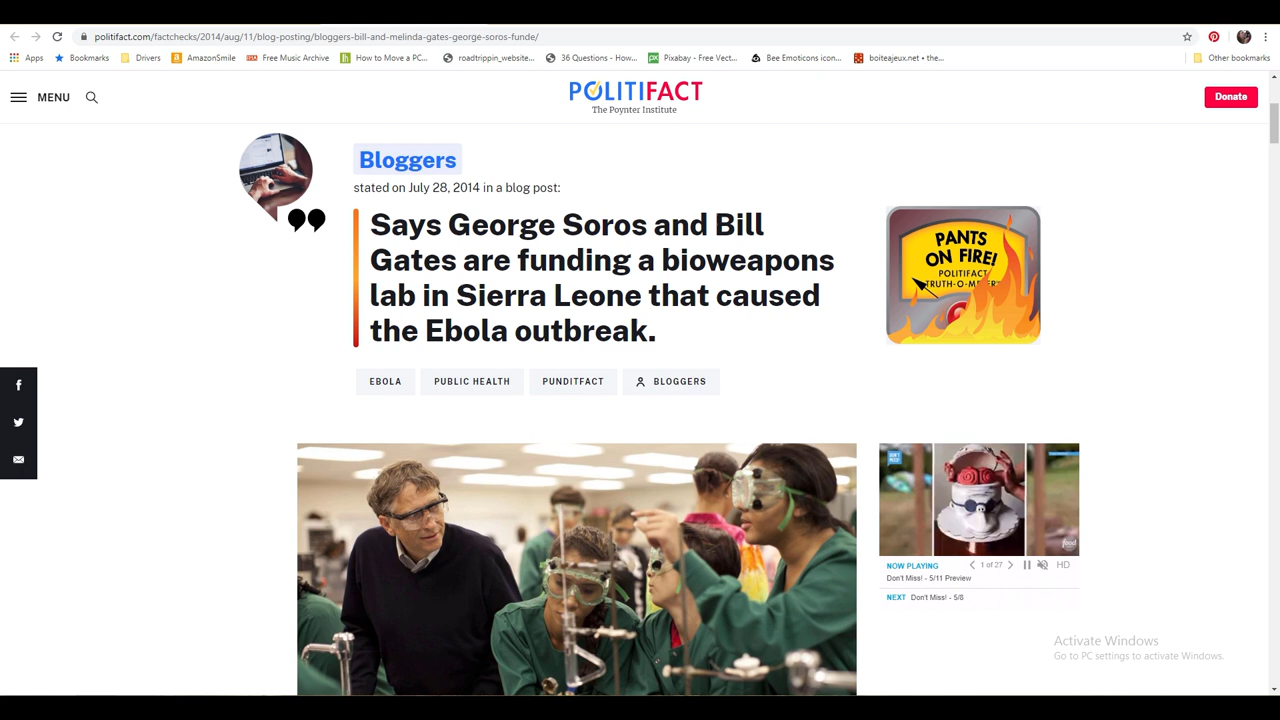 politifact.com/factchecks/2014/aug/11/blog-posting/bloggers-bill-and-melinda-gates-george-soros-funde/
Apps Bookmarks Drivers AmazonSmile Free Music Archive How to Move a PC... roadtrippin_website... 36 Questions - How... Pixabay - Free Vect... Bee Emoticons icon... boiteajeux.net • the... Other bookmarks
MENU
POLITIFACT
The Poynter Institute
Donate
Bloggers
stated on July 28, 2014 in a blog post:
Says George Soros and Bill
Gates are funding a bioweapons
lab in Sierra Leone that caused
the Ebola outbreak.
PANTS
ON FIRE!
POLITIFACT
TRUTH-O-METER
EBOLA PUBLIC HEALTH PUNDITFACT BLOGGERS
food
NOW PLAYING 1 of 27 HD
Don't Miss! - 5/11 Preview
NEXT Don't Miss! - 5/8
Activate Windows
Go to PC settings to activate Windows.